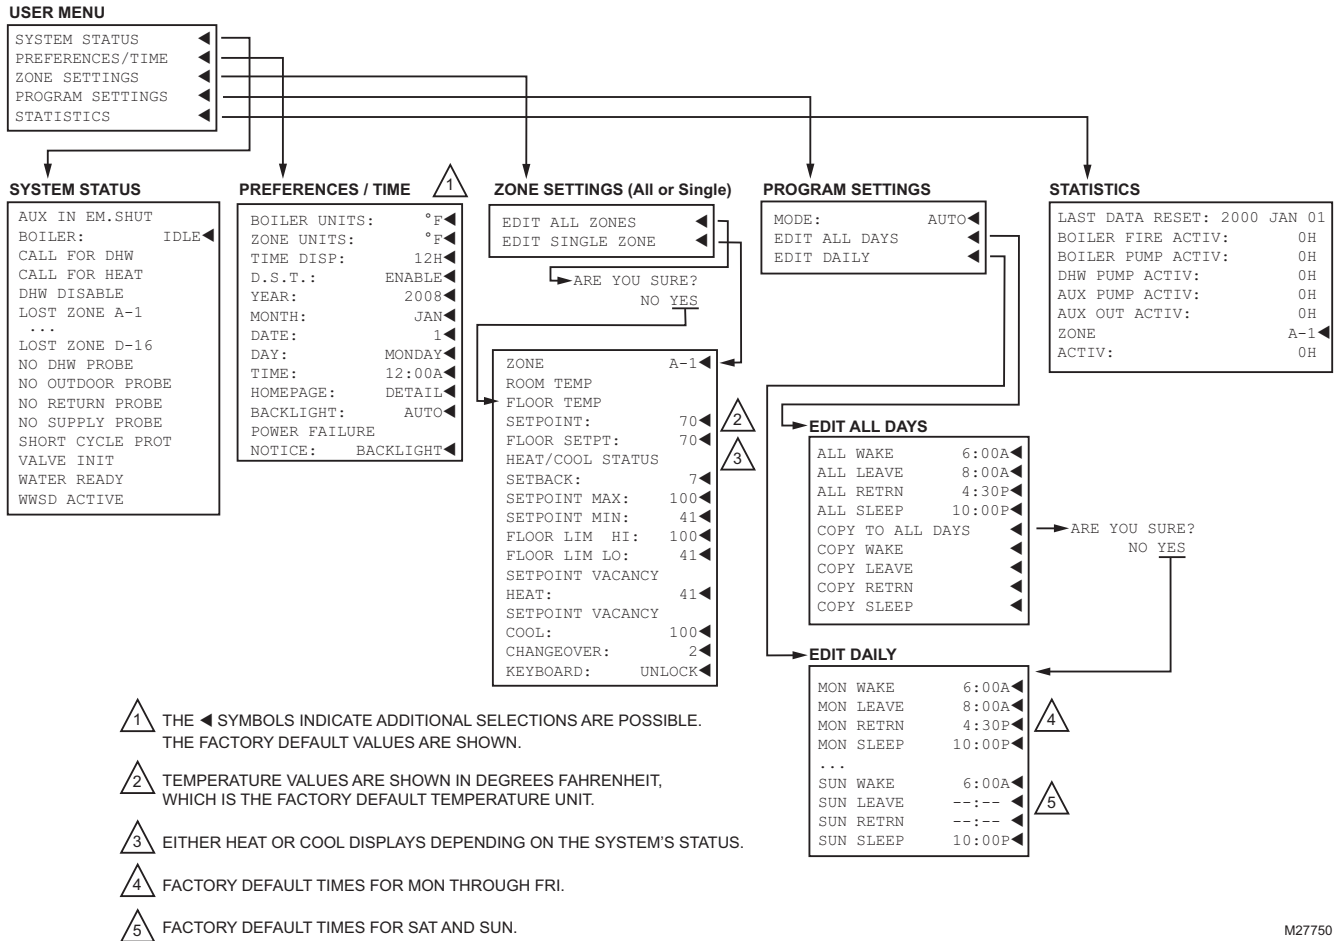 USER MENU
SYSTEM STATUS ◀
PREFERENCES/TIME ◀
ZONE SETTINGS ◀
PROGRAM SETTINGS ◀
STATISTICS ◀
SYSTEM STATUS
AUX IN EM.SHUT
BOILER: IDLE◀
CALL FOR DHW
CALL FOR HEAT
DHW DISABLE
LOST ZONE A-1
...
LOST ZONE D-16
NO DHW PROBE
NO OUTDOOR PROBE
NO RETURN PROBE
NO SUPPLY PROBE
SHORT CYCLE PROT
VALVE INIT
WATER READY
WWSD ACTIVE
PREFERENCES / TIME 1
BOILER UNITS: °F◀
ZONE UNITS: °F◀
TIME DISP: 12H◀
D.S.T.: ENABLE◀
YEAR: 2008◀
MONTH: JAN◀
DATE: 1◀
DAY: MONDAY◀
TIME: 12:00A◀
HOMEPAGE: DETAIL◀
BACKLIGHT: AUTO◀
POWER FAILURE
NOTICE: BACKLIGHT◀
ZONE SETTINGS (All or Single)
EDIT ALL ZONES ◀
EDIT SINGLE ZONE ◀
ARE YOU SURE?
NO YES
ZONE A-1◀
ROOM TEMP
FLOOR TEMP
SETPOINT: 70◀ 2
FLOOR SETPT: 70◀
HEAT/COOL STATUS 3
SETBACK: 7◀
SETPOINT MAX: 100◀
SETPOINT MIN: 41◀
FLOOR LIM HI: 100◀
FLOOR LIM LO: 41◀
SETPOINT VACANCY
HEAT: 41◀
SETPOINT VACANCY
COOL: 100◀
CHANGEOVER: 2◀
KEYBOARD: UNLOCK◀
PROGRAM SETTINGS
MODE: AUTO◀
EDIT ALL DAYS ◀
EDIT DAILY ◀
EDIT ALL DAYS
ALL WAKE 6:00A◀
ALL LEAVE 8:00A◀
ALL RETRN 4:30P◀
ALL SLEEP 10:00P◀
COPY TO ALL DAYS ◀
COPY WAKE ◀
COPY LEAVE ◀
COPY RETRN ◀
COPY SLEEP ◀
ARE YOU SURE?
NO YES
EDIT DAILY
MON WAKE 6:00A◀
MON LEAVE 8:00A◀
MON RETRN 4:30P◀ 4
MON SLEEP 10:00P◀
...
SUN WAKE 6:00A◀
SUN LEAVE --:-- ◀ 5
SUN RETRN --:-- ◀
SUN SLEEP 10:00P◀
STATISTICS
LAST DATA RESET: 2000 JAN 01
BOILER FIRE ACTIV: 0H
BOILER PUMP ACTIV: 0H
DHW PUMP ACTIV: 0H
AUX PUMP ACTIV: 0H
AUX OUT ACTIV: 0H
ZONE A-1◀
ACTIV: 0H
1 THE ◀ SYMBOLS INDICATE ADDITIONAL SELECTIONS ARE POSSIBLE.
THE FACTORY DEFAULT VALUES ARE SHOWN.
2 TEMPERATURE VALUES ARE SHOWN IN DEGREES FAHRENHEIT,
WHICH IS THE FACTORY DEFAULT TEMPERATURE UNIT.
3 EITHER HEAT OR COOL DISPLAYS DEPENDING ON THE SYSTEM'S STATUS.
4 FACTORY DEFAULT TIMES FOR MON THROUGH FRI.
5 FACTORY DEFAULT TIMES FOR SAT AND SUN.
M27750